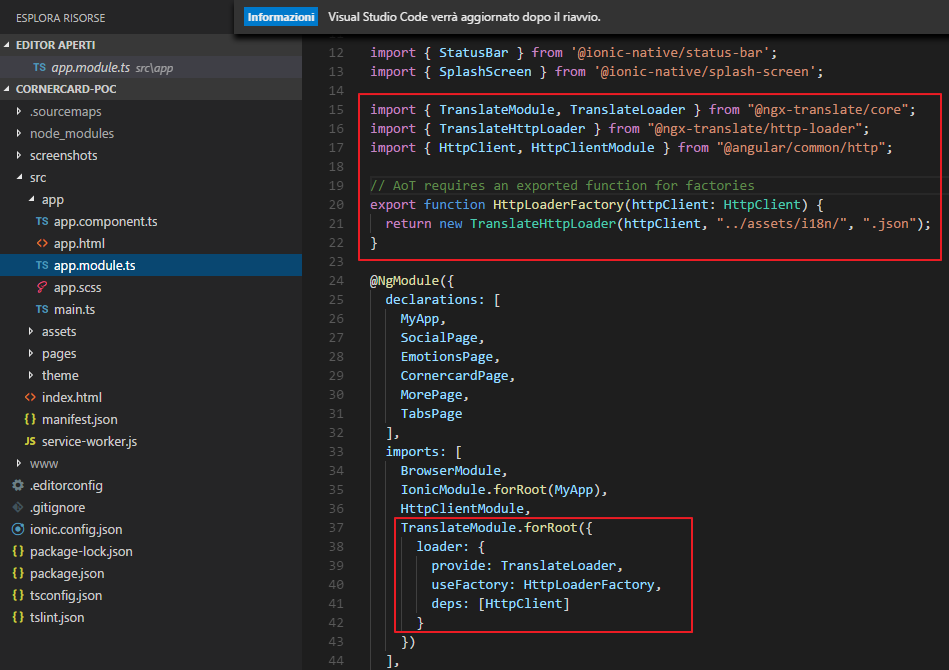 ESPLORA RISORSE
EDITOR APERTI
TS app.module.ts src\app
CORNERCARD-POC
.sourcemaps
node_modules
screenshots
src
app
TS app.component.ts
<> app.html
TS app.module.ts
app.scss
TS main.ts
assets
pages
theme
<> index.html
{} manifest.json
JS service-worker.js
www
.editorconfig
.gitignore
ionic.config.json
{} package-lock.json
{} package.json
{} tsconfig.json
{} tslint.json
Informazioni Visual Studio Code verrà aggiornato dopo il riavvio.
12 import { StatusBar } from '@ionic-native/status-bar';
13 import { SplashScreen } from '@ionic-native/splash-screen';
14
15 import { TranslateModule, TranslateLoader } from "@ngx-translate/core";
16 import { TranslateHttpLoader } from "@ngx-translate/http-loader";
17 import { HttpClient, HttpClientModule } from "@angular/common/http";
18
19 // AoT requires an exported function for factories
20 export function HttpLoaderFactory(httpClient: HttpClient) {
21 return new TranslateHttpLoader(httpClient, "../assets/i18n/", ".json");
22 }
23
24 @NgModule({
25 declarations: [
26 MyApp,
27 SocialPage,
28 EmotionsPage,
29 CornercardPage,
30 MorePage,
31 TabsPage
32 ],
33 imports: [
34 BrowserModule,
35 IonicModule.forRoot(MyApp),
36 HttpClientModule,
37 TranslateModule.forRoot({
38 loader: {
39 provide: TranslateLoader,
40 useFactory: HttpLoaderFactory,
41 deps: [HttpClient]
42 }
43 })
44 ],